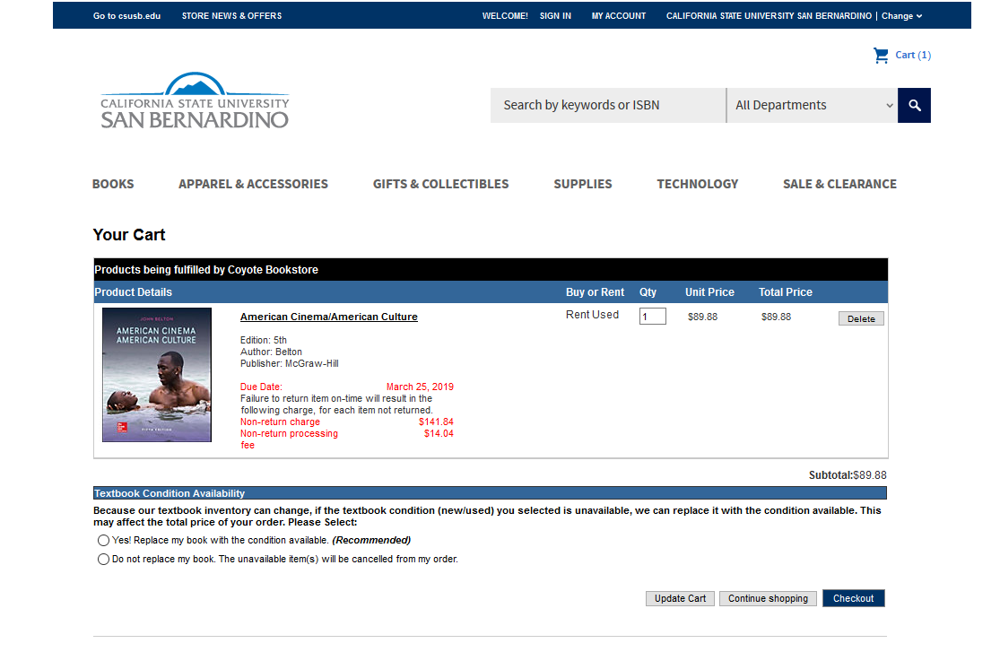 Go to csusb.edu STORE NEWS & OFFERS WELCOME! SIGN IN MY ACCOUNT CALIFORNIA STATE UNIVERSITY SAN BERNARDINO | Change
Cart (1)
CALIFORNIA STATE UNIVERSITY
SAN BERNARDINO
Search by keywords or ISBN All Departments
BOOKS APPAREL & ACCESSORIES GIFTS & COLLECTIBLES SUPPLIES TECHNOLOGY SALE & CLEARANCE
Your Cart
Products being fulfilled by Coyote Bookstore
Product Details Buy or Rent Qty Unit Price Total Price
JOHN BELTON
AMERICAN CINEMA
AMERICAN CULTURE
FIFTH EDITION
American Cinema/American Culture Rent Used 1 $89.88 $89.88 Delete
Edition: 5th
Author: Belton
Publisher: McGraw-Hill
Due Date: March 25, 2019
Failure to return item on-time will result in the
following charge, for each item not returned.
Non-return charge $141.84
Non-return processing $14.04
fee
Subtotal:$89.88
Textbook Condition Availability
Because our textbook inventory can change, if the textbook condition (new/used) you selected is unavailable, we can replace it with the condition available. This
may affect the total price of your order. Please Select:
Yes! Replace my book with the condition available. (Recommended)
Do not replace my book. The unavailable item(s) will be cancelled from my order.
Update Cart Continue shopping Checkout